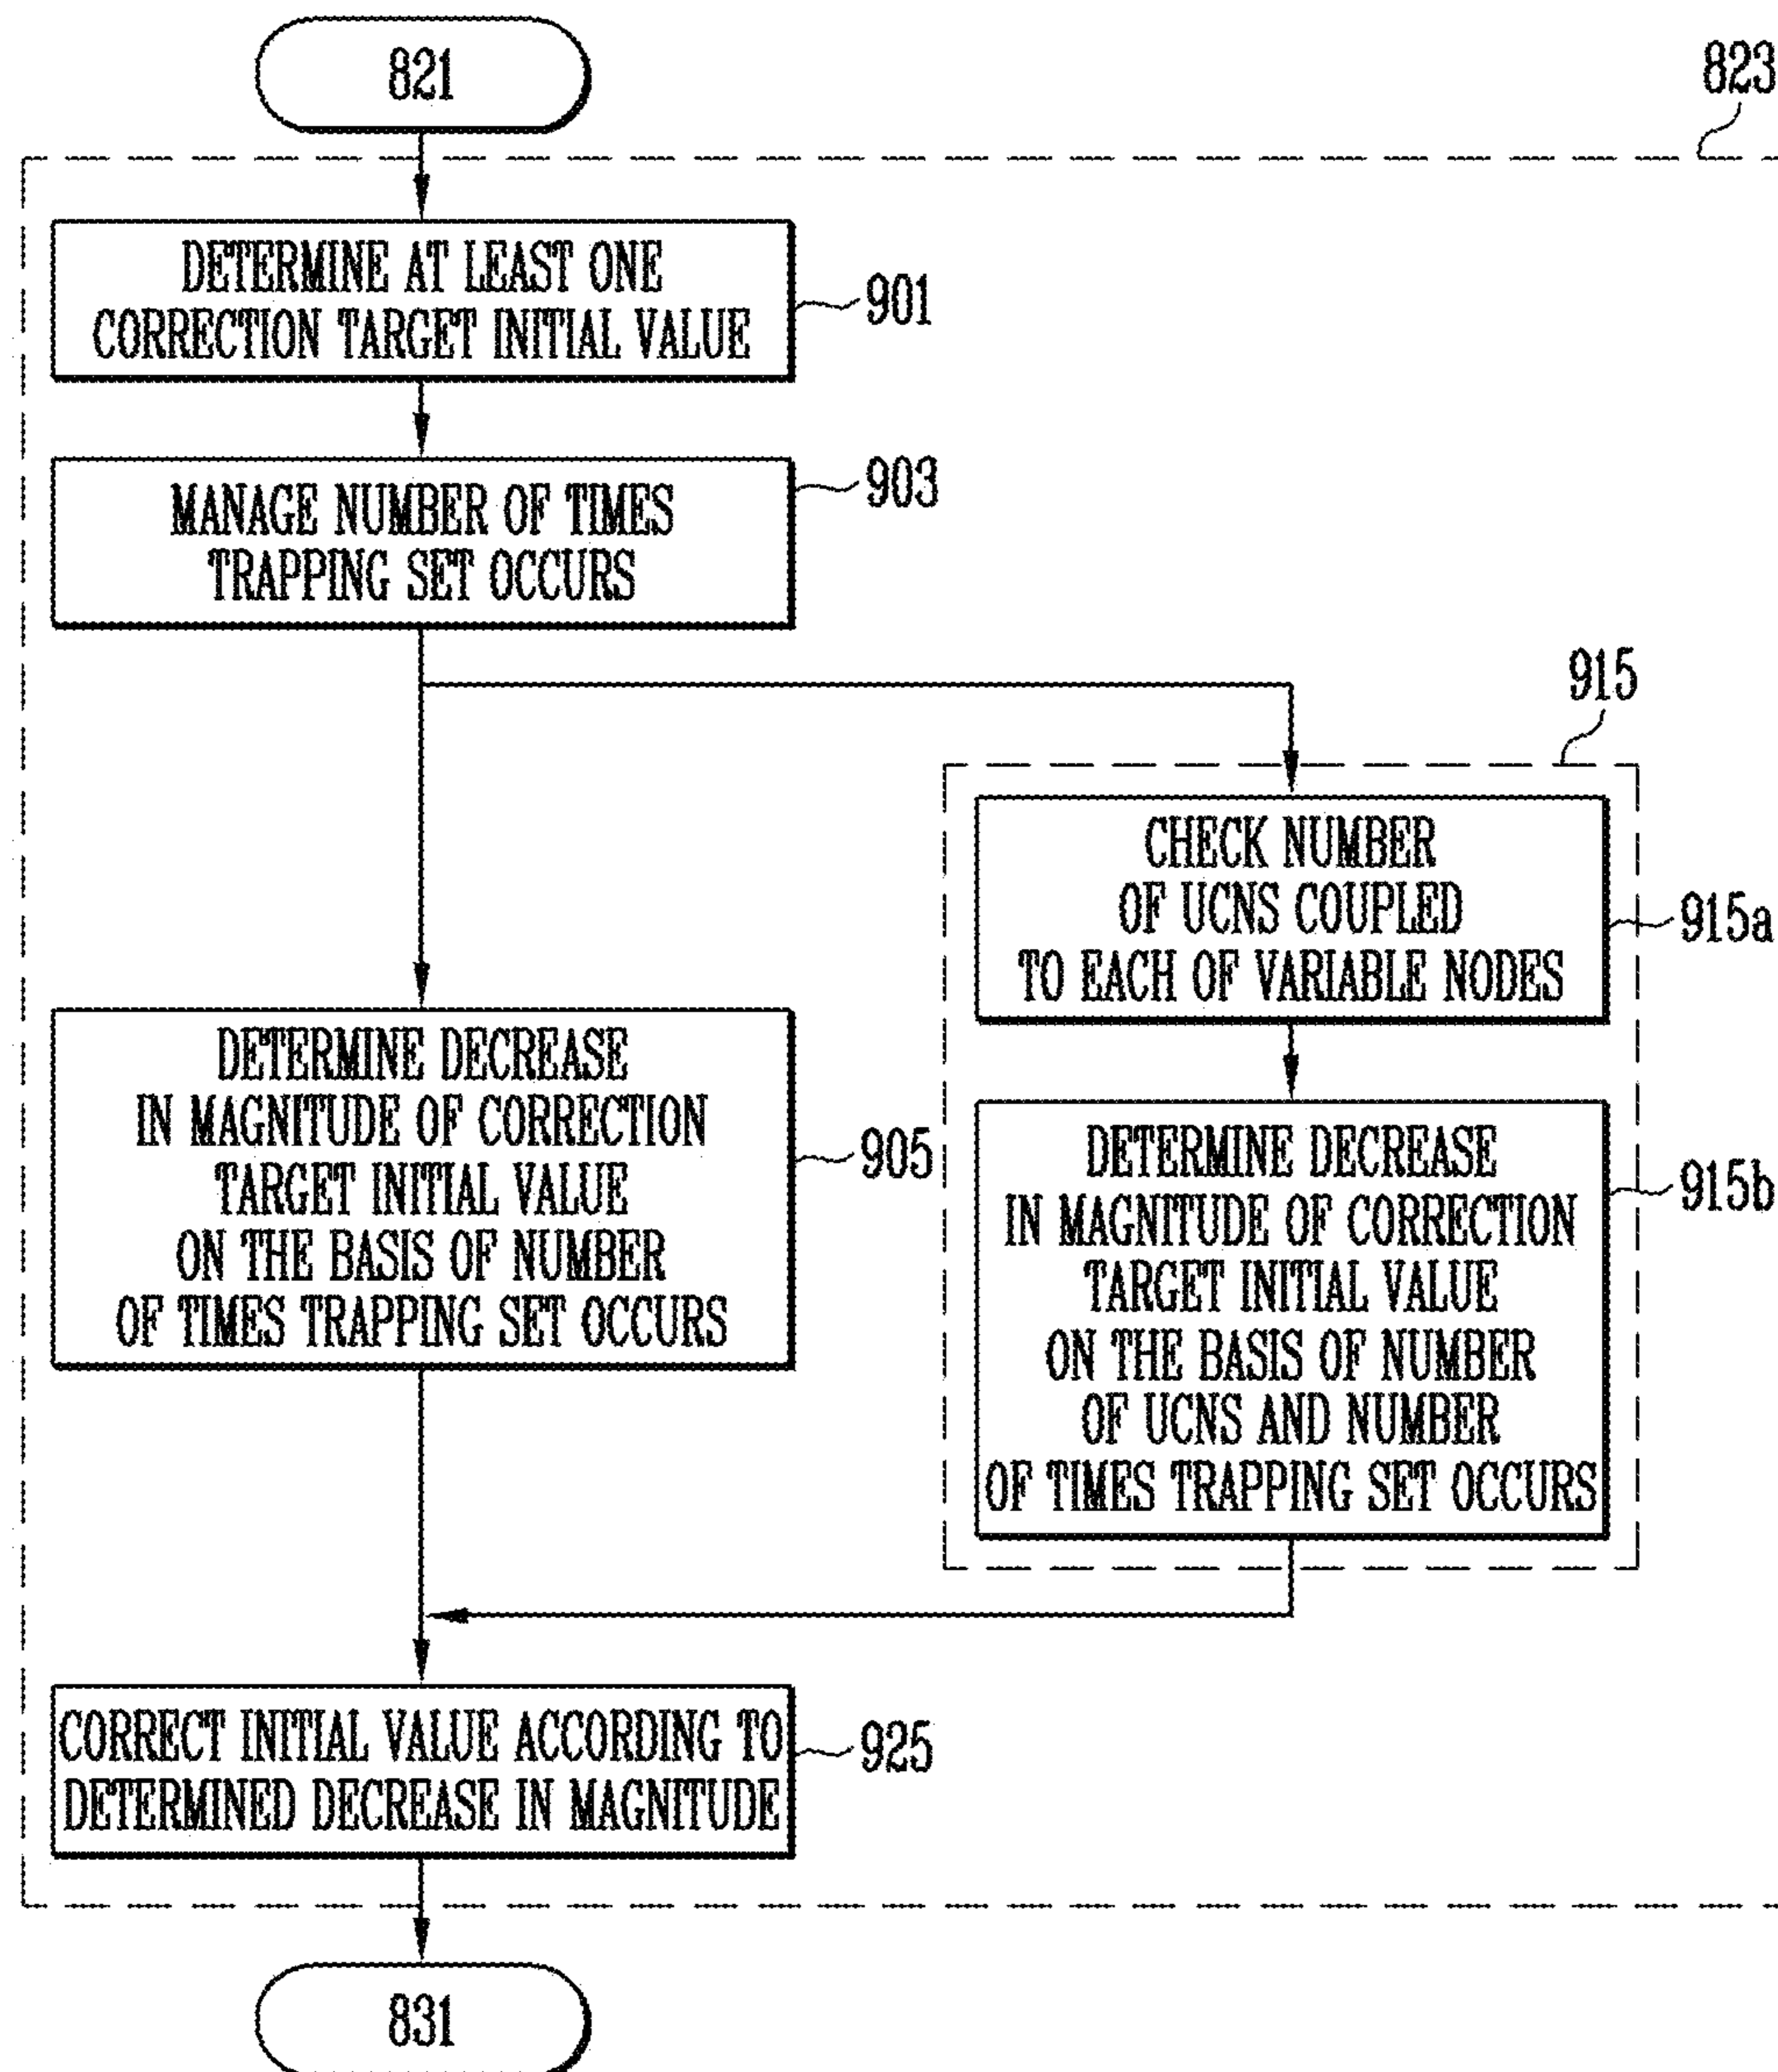 821
823
DETERMINE AT LEAST ONE
CORRECTION TARGET INITIAL VALUE
901
MANAGE NUMBER OF TIMES
TRAPPING SET OCCURS
903
915
CHECK NUMBER
OF UCNS COUPLED
TO EACH OF VARIABLE NODES
915a
DETERMINE DECREASE
IN MAGNITUDE OF CORRECTION
TARGET INITIAL VALUE
ON THE BASIS OF NUMBER
OF TIMES TRAPPING SET OCCURS
905
DETERMINE DECREASE
IN MAGNITUDE OF CORRECTION
TARGET INITIAL VALUE
ON THE BASIS OF NUMBER
OF UCNS AND NUMBER
OF TIMES TRAPPING SET OCCURS
915b
CORRECT INITIAL VALUE ACCORDING TO
DETERMINED DECREASE IN MAGNITUDE
925
831